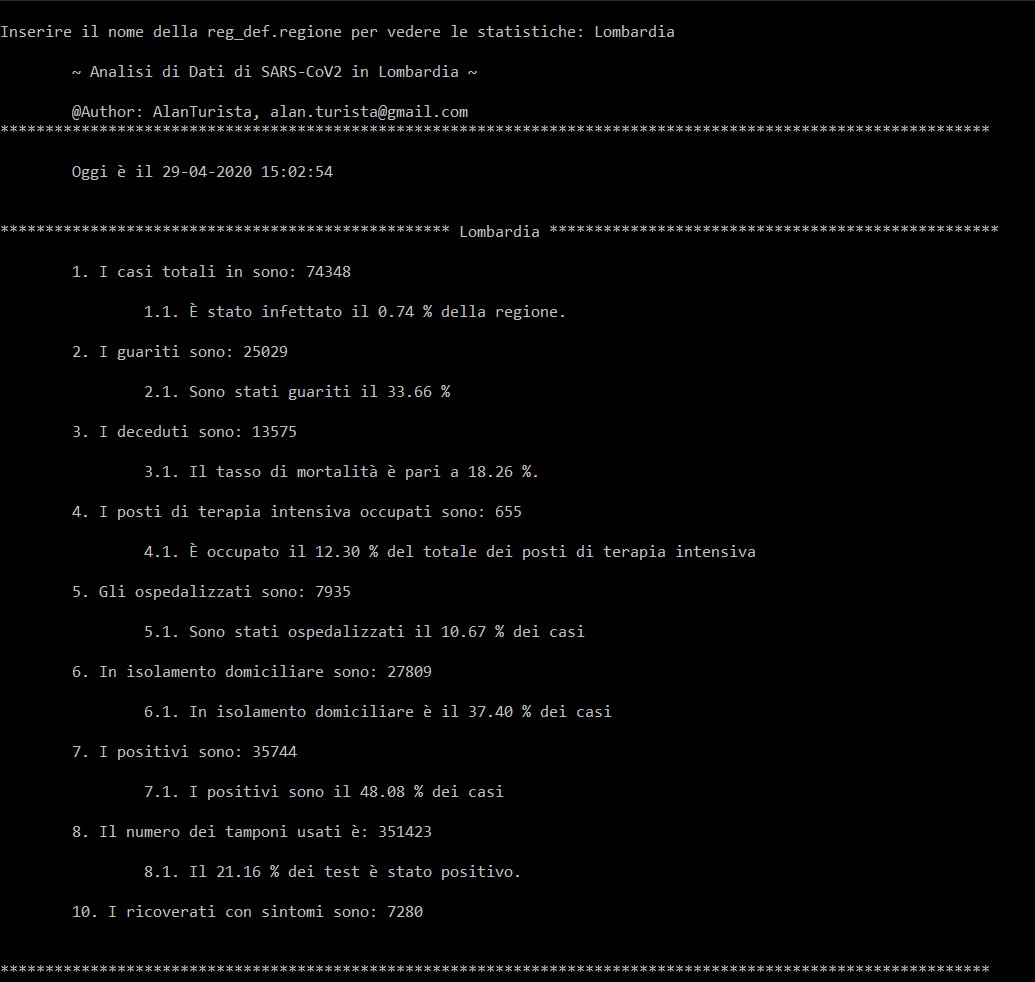 Inserire il nome della reg_def.regione per vedere le statistiche: Lombardia
~ Analisi di Dati di SARS-CoV2 in Lombardia ~
@Author: AlanTurista, alan.turista@gmail.com
**************************************************************************************************************
Oggi è il 29-04-2020 15:02:54
************************************************** Lombardia **************************************************
1. I casi totali in sono: 74348
1.1. È stato infettato il 0.74 % della regione.
2. I guariti sono: 25029
2.1. Sono stati guariti il 33.66 %
3. I deceduti sono: 13575
3.1. Il tasso di mortalità è pari a 18.26 %.
4. I posti di terapia intensiva occupati sono: 655
4.1. È occupato il 12.30 % del totale dei posti di terapia intensiva
5. Gli ospedalizzati sono: 7935
5.1. Sono stati ospedalizzati il 10.67 % dei casi
6. In isolamento domiciliare sono: 27809
6.1. In isolamento domiciliare è il 37.40 % dei casi
7. I positivi sono: 35744
7.1. I positivi sono il 48.08 % dei casi
8. Il numero dei tamponi usati è: 351423
8.1. Il 21.16 % dei test è stato positivo.
10. I ricoverati con sintomi sono: 7280
**************************************************************************************************************